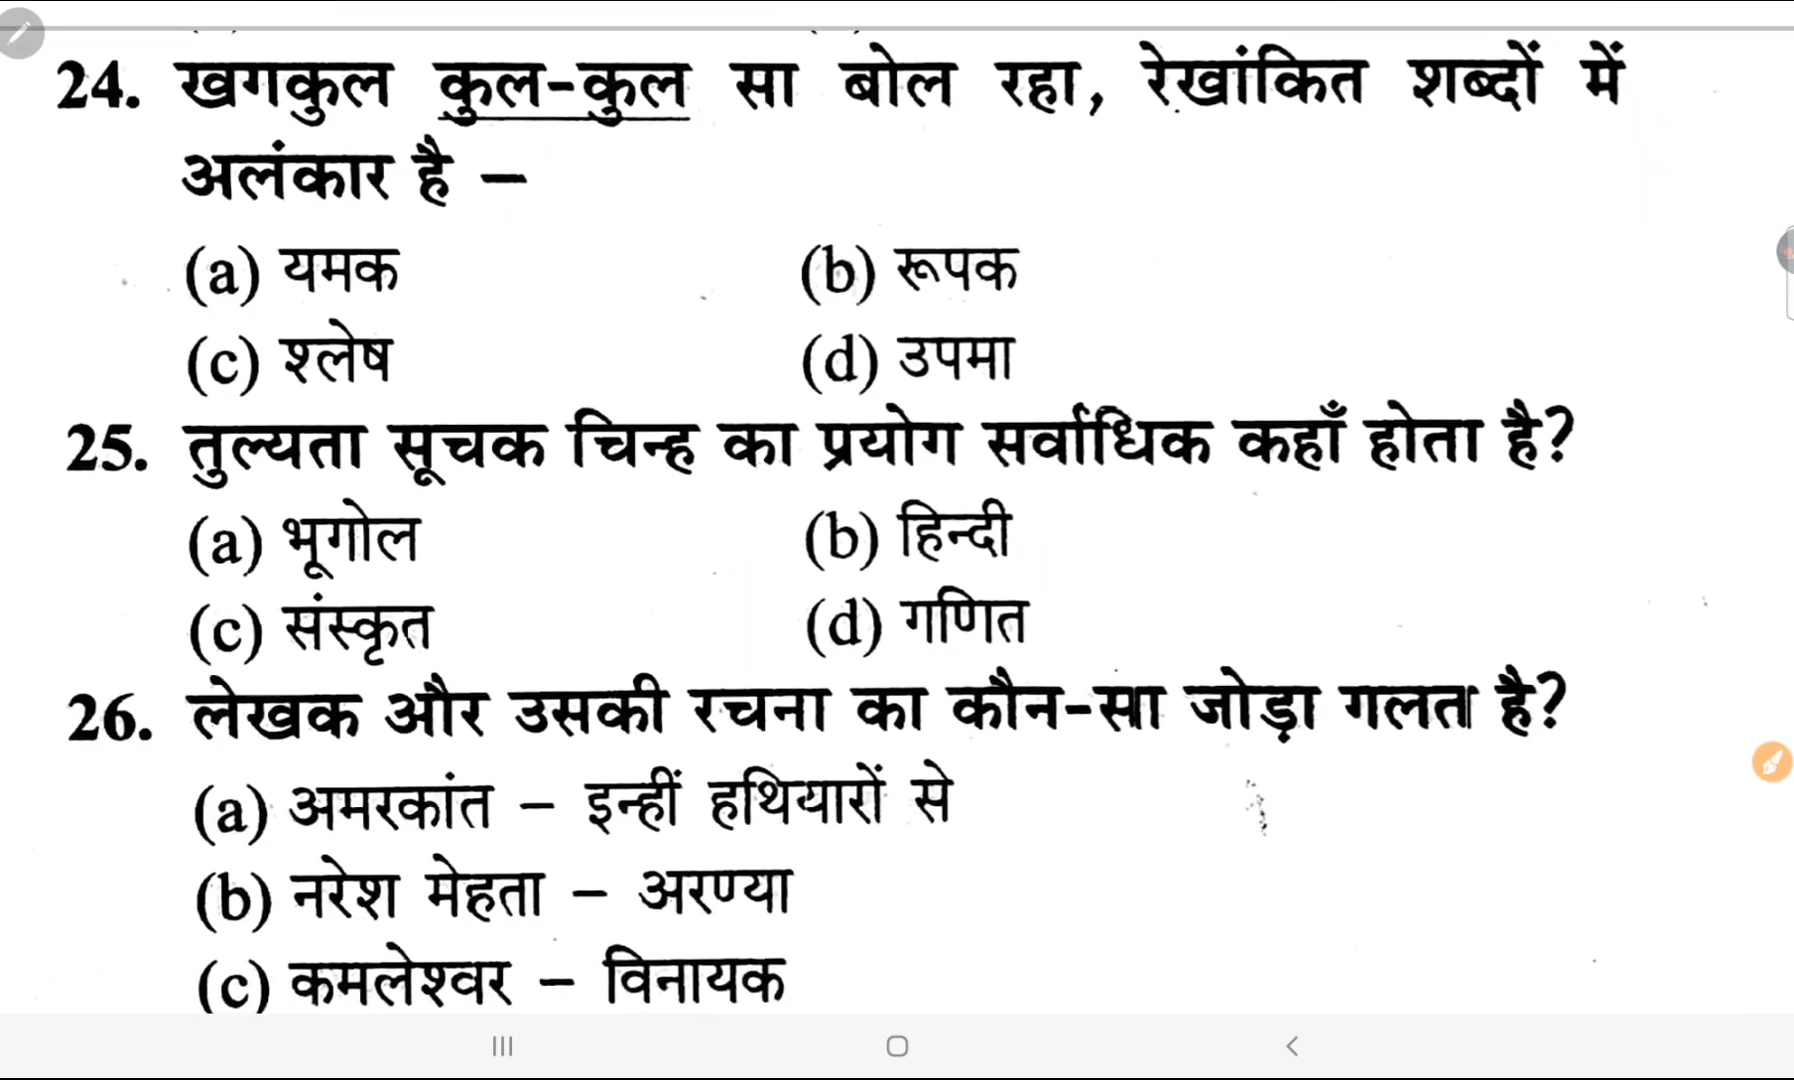 24. खगकुल कुल-कुल सा बोल रहा, रेखांकित शब्दों में
अलंकार है –
(a) यमक (b) रूपक
(c) श्लेष (d) उपमा
25. तुल्यता सूचक चिन्ह का प्रयोग सर्वाधिक कहाँ होता है?
(a) भूगोल (b) हिन्दी
(c) संस्कृत (d) गणित
26. लेखक और उसकी रचना का कौन-सा जोड़ा गलत है?
(a) अमरकांत – इन्हीं हथियारों से
(b) नरेश मेहता – अरण्या
(c) कमलेश्वर – विनायक